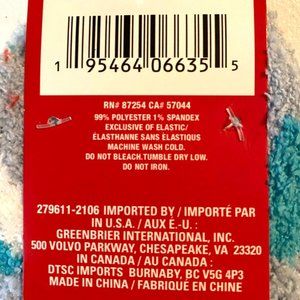 1 95464 06635 5
RN# 87254 CA# 57044
99% POLYESTER 1% SPANDEX
EXCLUSIVE OF ELASTIC/
ÉLASTHANNE SANS ÉLASTIQUES
MACHINE WASH COLD.
DO NOT BLEACH.TUMBLE DRY LOW.
DO NOT IRON.
279611-2106 IMPORTED BY / IMPORTÉ PAR
IN U.S.A. / AUX É.-U. :
GREENBRIER INTERNATIONAL, INC.
500 VOLVO PARKWAY, CHESAPEAKE, VA 23320
IN CANADA / AU CANADA :
DTSC IMPORTS BURNABY, BC V5G 4P3
MADE IN CHINA / FABRIQUÉ EN CHINE